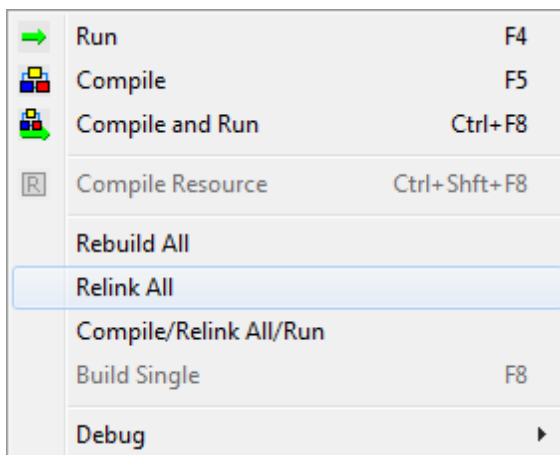 Run F4
Compile F5
Compile and Run Ctrl+F8
R Compile Resource Ctrl+Shft+F8
Rebuild All
Relink All
Compile/Relink All/Run
Build Single F8
Debug